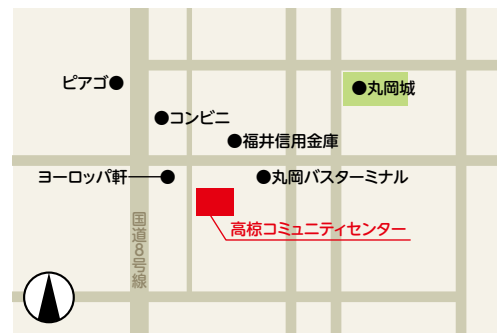 ピアゴ
丸岡城
コンビニ
福井信用金庫
ヨーロッパ軒
丸岡バスターミナル
高椋コミュニティセンター
国道8号線